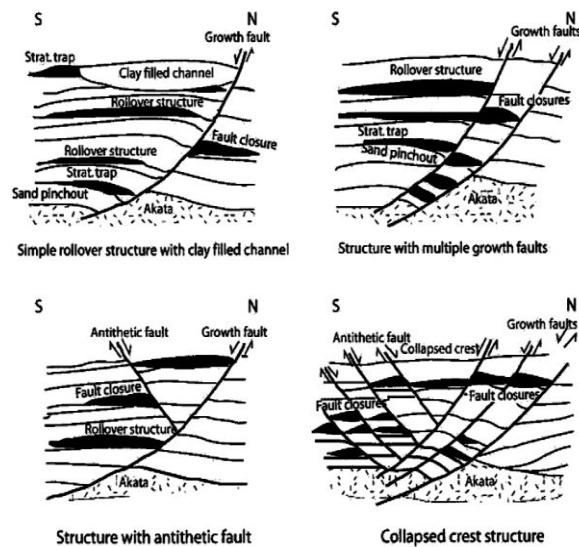 S N
Growth fault
Strat. trap
Clay filled channel
Rollover structure
Fault closure
Rollover structure
Strat. trap
Sand pinchout
Akata
Simple rollover structure with clay filled channel
S N
Growth faults
Rollover structure
Fault closures
Strat. trap
Sand pinchout
Akata
Structure with multiple growth faults
S N
Antithetic fault Growth fault
Fault closure
Rollover structure
Akata
Structure with antithetic fault
S N
Growth faults
Antithetic fault
Collapsed crest
Fault closures
Fault closures
Akata
Collapsed crest structure